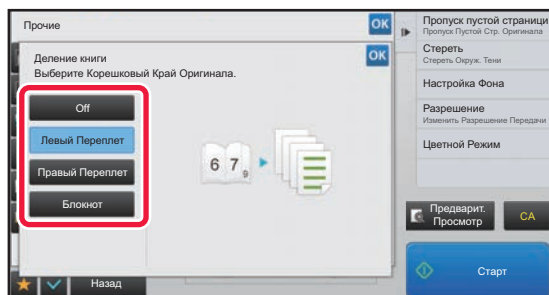 Прочие
OK
Деление книги
Выберите Корешковый Край Оригинала.
OK
Off
Левый Переплет
Правый Переплет
Блокнот
6 7 9
Назад
Пропуск пустой страници
Пропуск Пустой Стр. Оригинала
Стереть
Стереть Окруж. Тени
Настройка Фона
Разрешение
Изменить Разрешение Передачи
Цветной Режим
Предварит.
Просмотр
CA
Старт